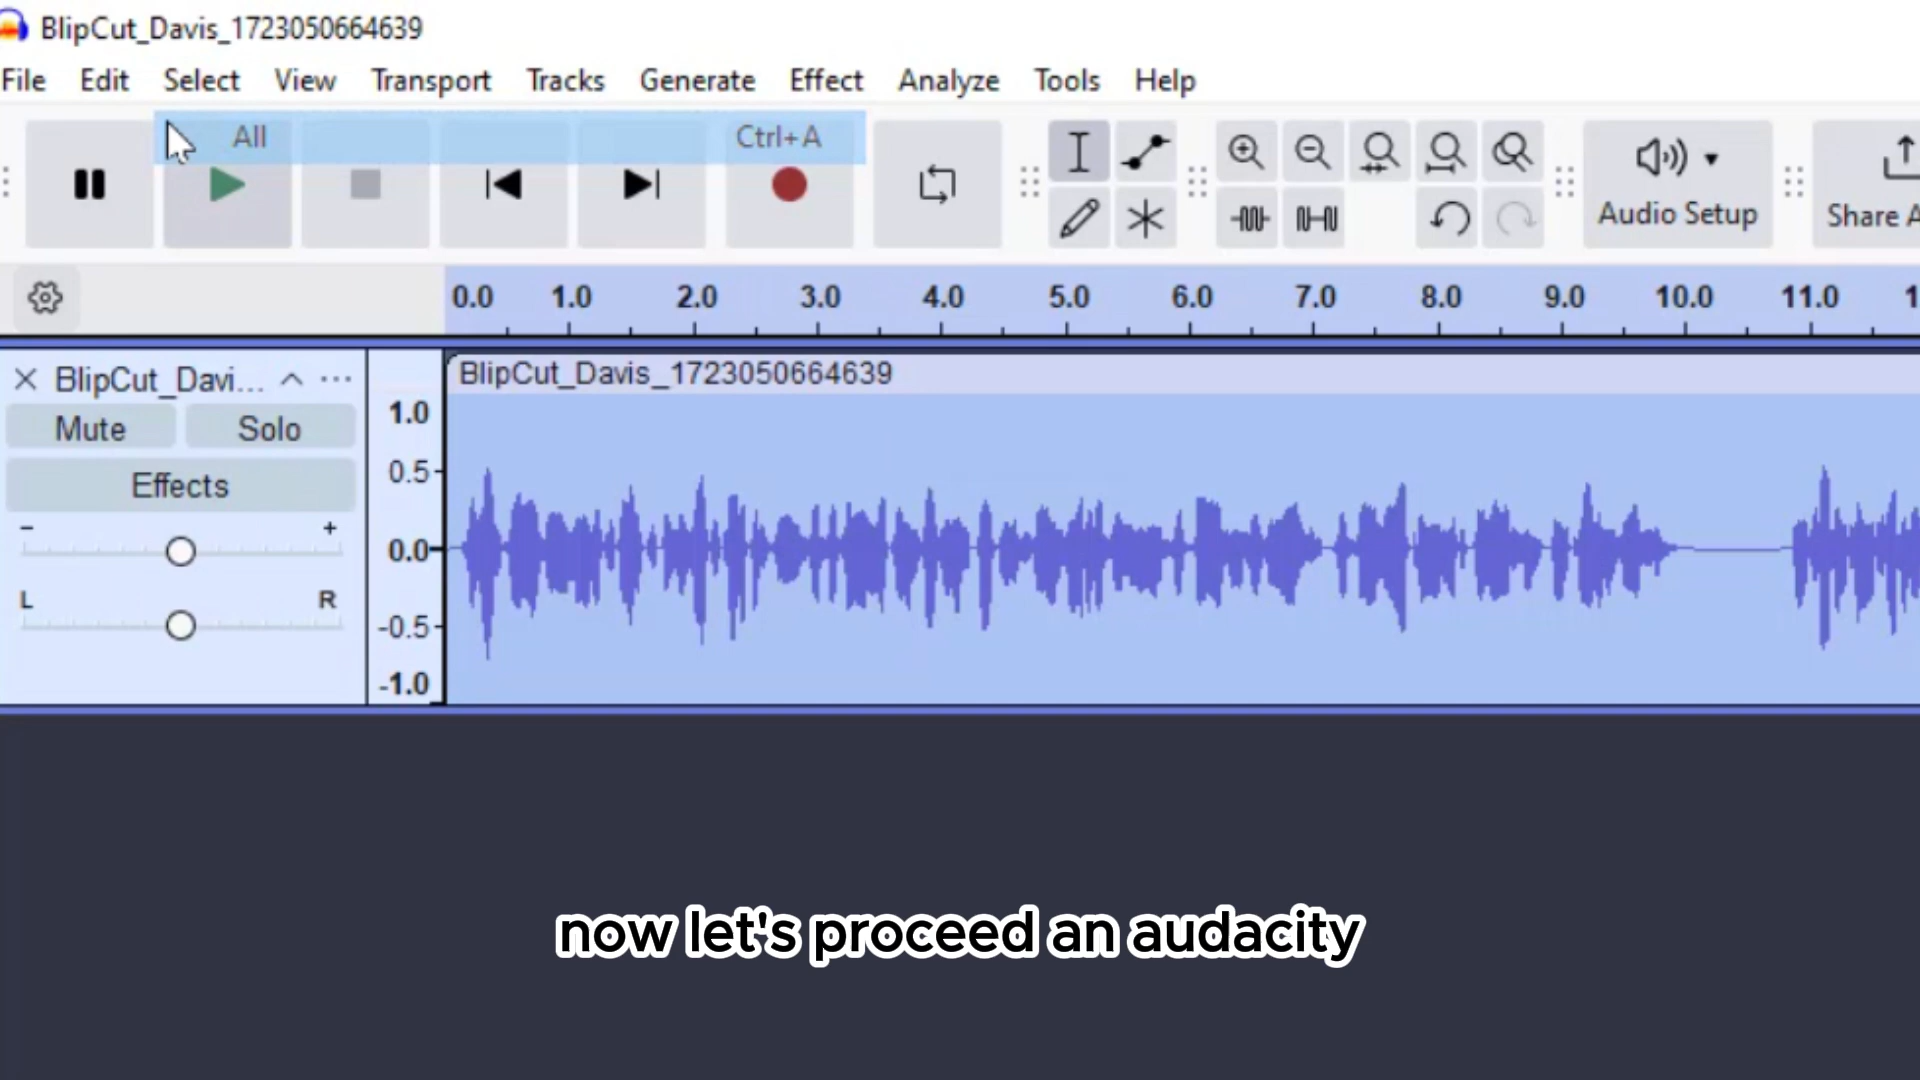 BlipCut_Davis_1723050664639
File Edit Select View Transport Tracks Generate Effect Analyze Tools Help
All Ctrl+A
Audio Setup
Share A
0.0 1.0 2.0 3.0 4.0 5.0 6.0 7.0 8.0 9.0 10.0 11.0 1
BlipCut_Davi...
BlipCut_Davis_1723050664639
Mute Solo
Effects
- +
L R
1.0
0.5
0.0
-0.5
-1.0
now let's proceed an audacity